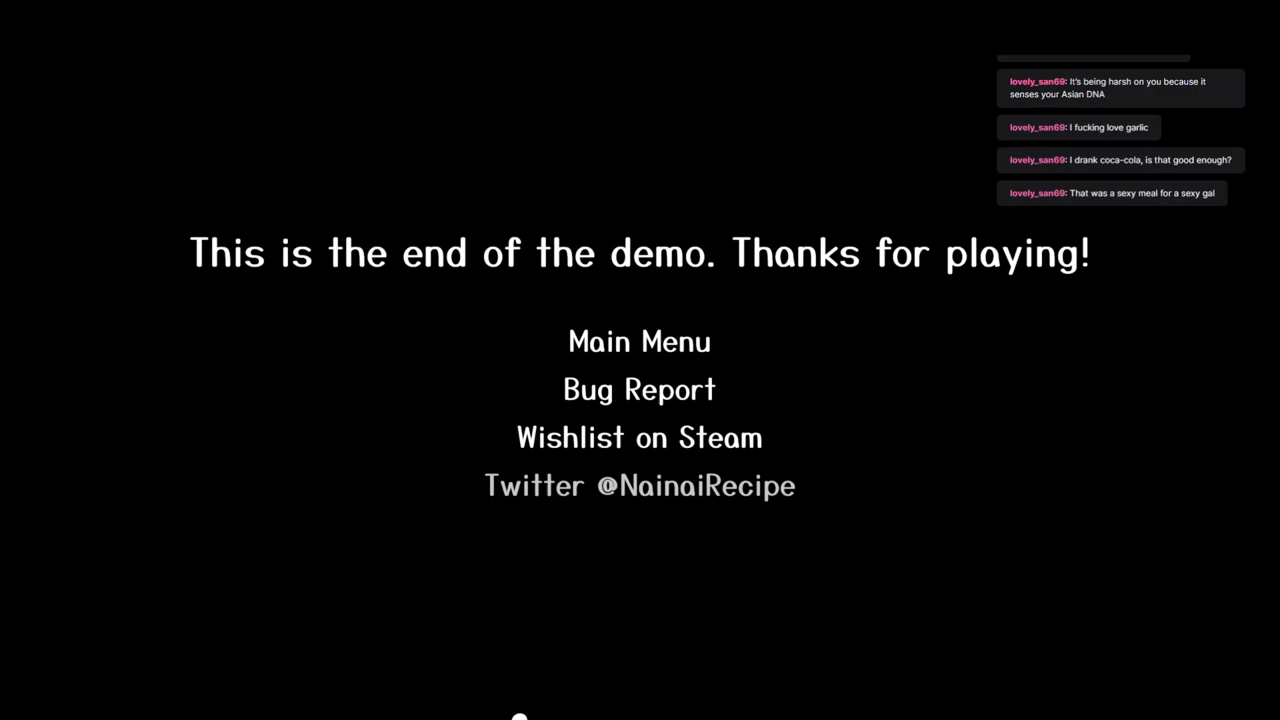 lovely_san69: It's being harsh on you because it
senses your Asian DNA
lovely_san69: I fucking love garlic
lovely_san69: I drank coca-cola, is that good enough?
lovely_san69: That was a sexy meal for a sexy gal
This is the end of the demo. Thanks for playing!
Main Menu
Bug Report
Wishlist on Steam
Twitter @NainaiRecipe